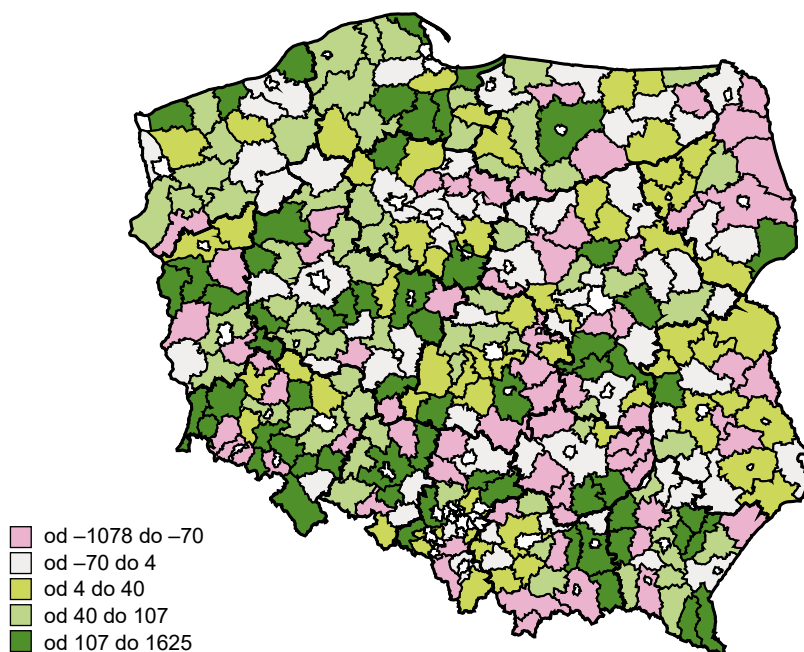 od –1078 do –70
od –70 do 4
od 4 do 40
od 40 do 107
od 107 do 1625